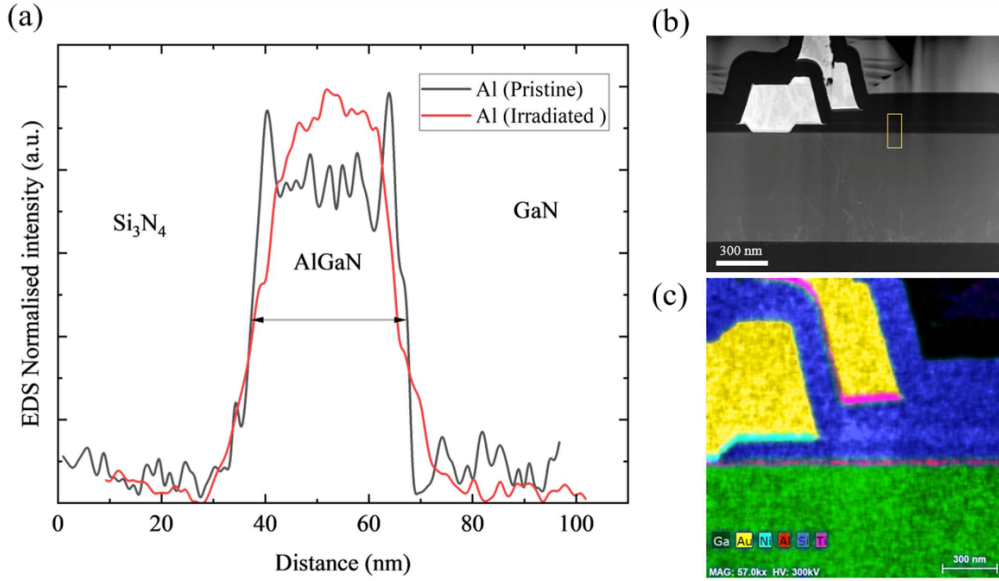 (a)
EDS Normalised intensity (a.u.)
Al (Pristine)
Al (Irradiated )
Si₃N₄
AlGaN
GaN
0
20
40
60
80
100
Distance (nm)
(b)
300 nm
(c)
Ga Au Ni Al Si Ti
MAG: 57.0kx HV: 300kV
300 nm